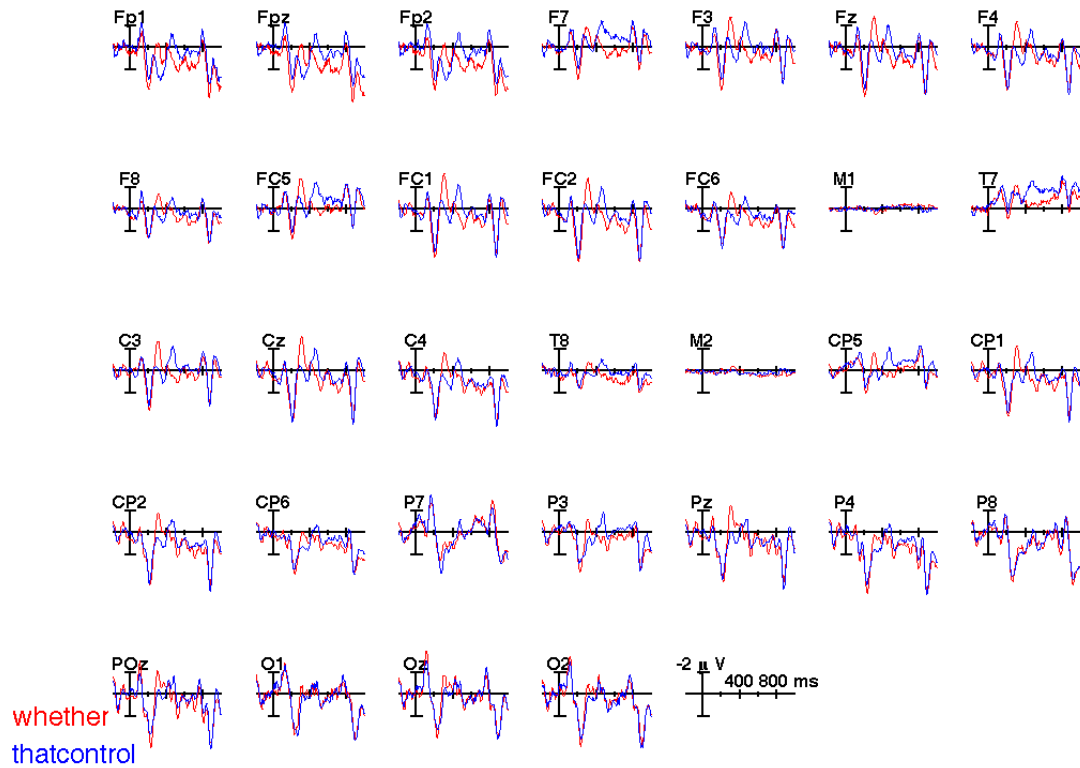 Fp1 Fpz Fp2 F7 F3 Fz F4
F8 FC5 FC1 FC2 FC6 M1 T7
C3 Cz C4 T8 M2 CP5 CP1
CP2 CP6 P7 P3 Pz P4 P8
POz O1 Oz O2 -2 μ V
400 800 ms
whether
thatcontrol